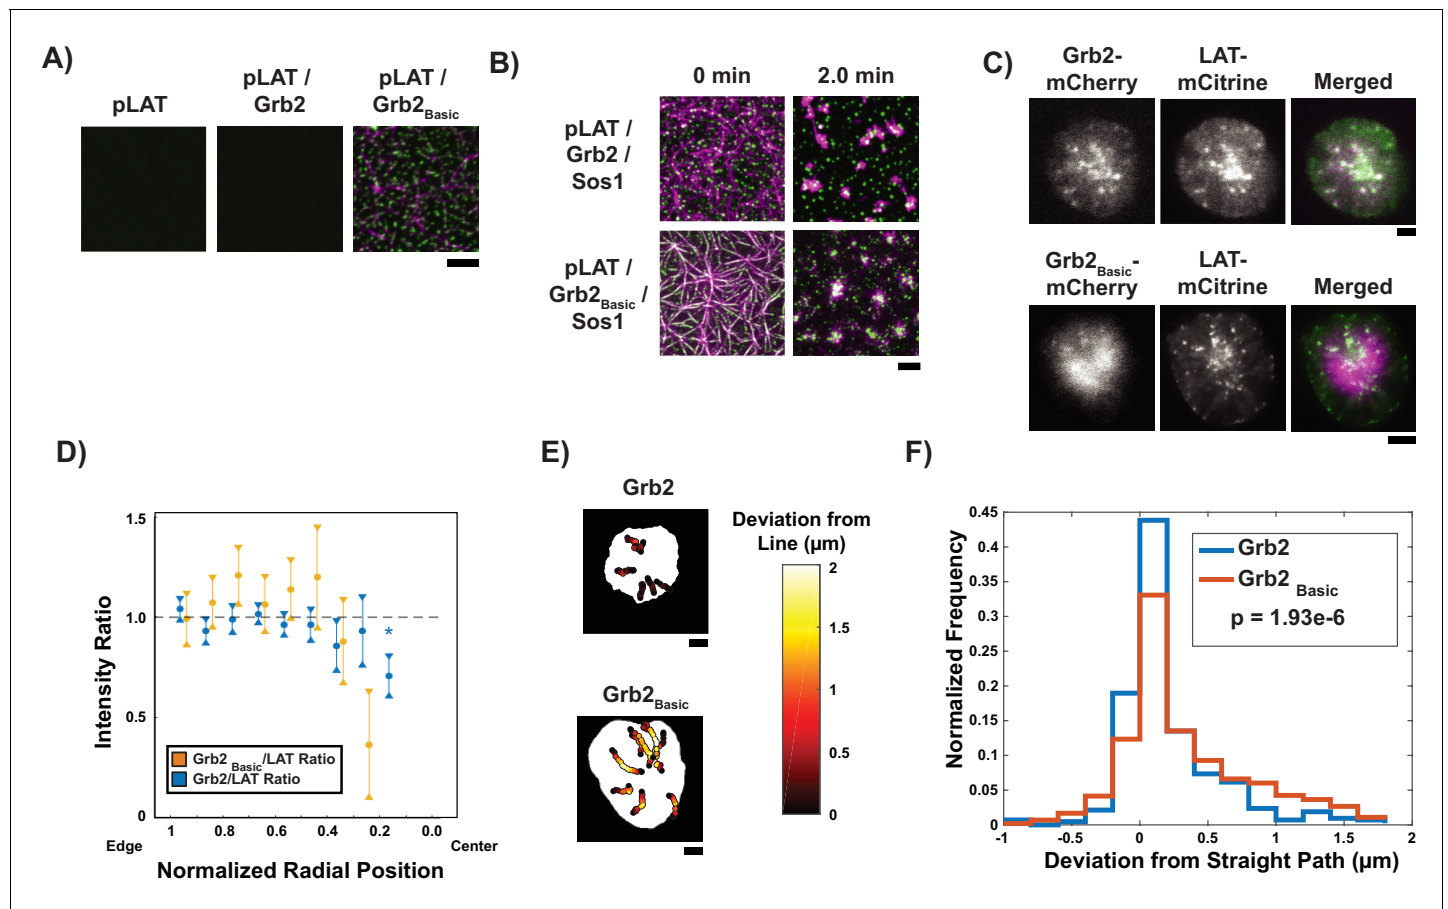 A)
pLAT
pLAT /
Grb2
pLAT /
Grb2Basic
B)
0 min
2.0 min
pLAT /
Grb2 /
Sos1
pLAT /
Grb2Basic /
Sos1
C)
Grb2-
mCherry
LAT-
mCitrine
Merged
Grb2Basic-
mCherry
LAT-
mCitrine
Merged
D)
Intensity Ratio
1.5
1.0
0.5
0
*
Grb2 Basic/LAT Ratio
Grb2/LAT Ratio
1 0.8 0.6 0.4 0.2 0.0
Edge
Center
Normalized Radial Position
E)
Grb2
Grb2Basic
Deviation from
Line (µm)
2
1.5
1
0.5
0
F)
Normalized Frequency
0.45
0.4
0.35
0.3
0.25
0.2
0.15
0.1
0.05
0
Grb2
Grb2 Basic
p = 1.93e-6
-1 -0.5 0 0.5 1 1.5 2
Deviation from Straight Path (µm)